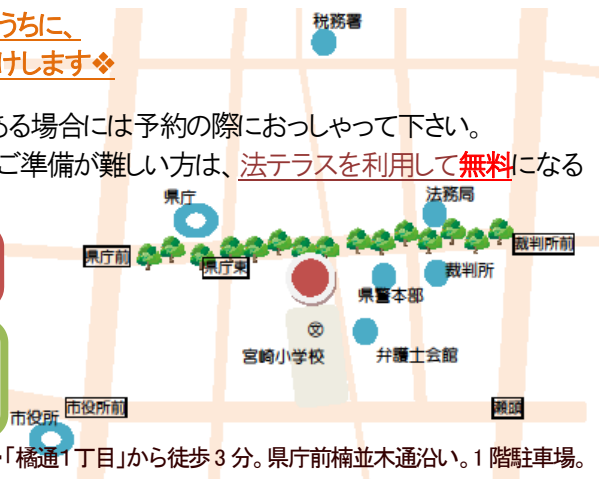 うちに、
税務署
けします❖
ある場合には予約の際におっしゃって下さい。
ご準備が難しい方は、法テラスを利用して無料になる
県庁
法務局
県庁前
県庁東
裁判所前
裁判所
県警本部
文
宮崎小学校
弁護士会館
市役所前
瀬頭
市役所
・「橘通1丁目」から徒歩3分。県庁前楠並木通沿い。1階駐車場。